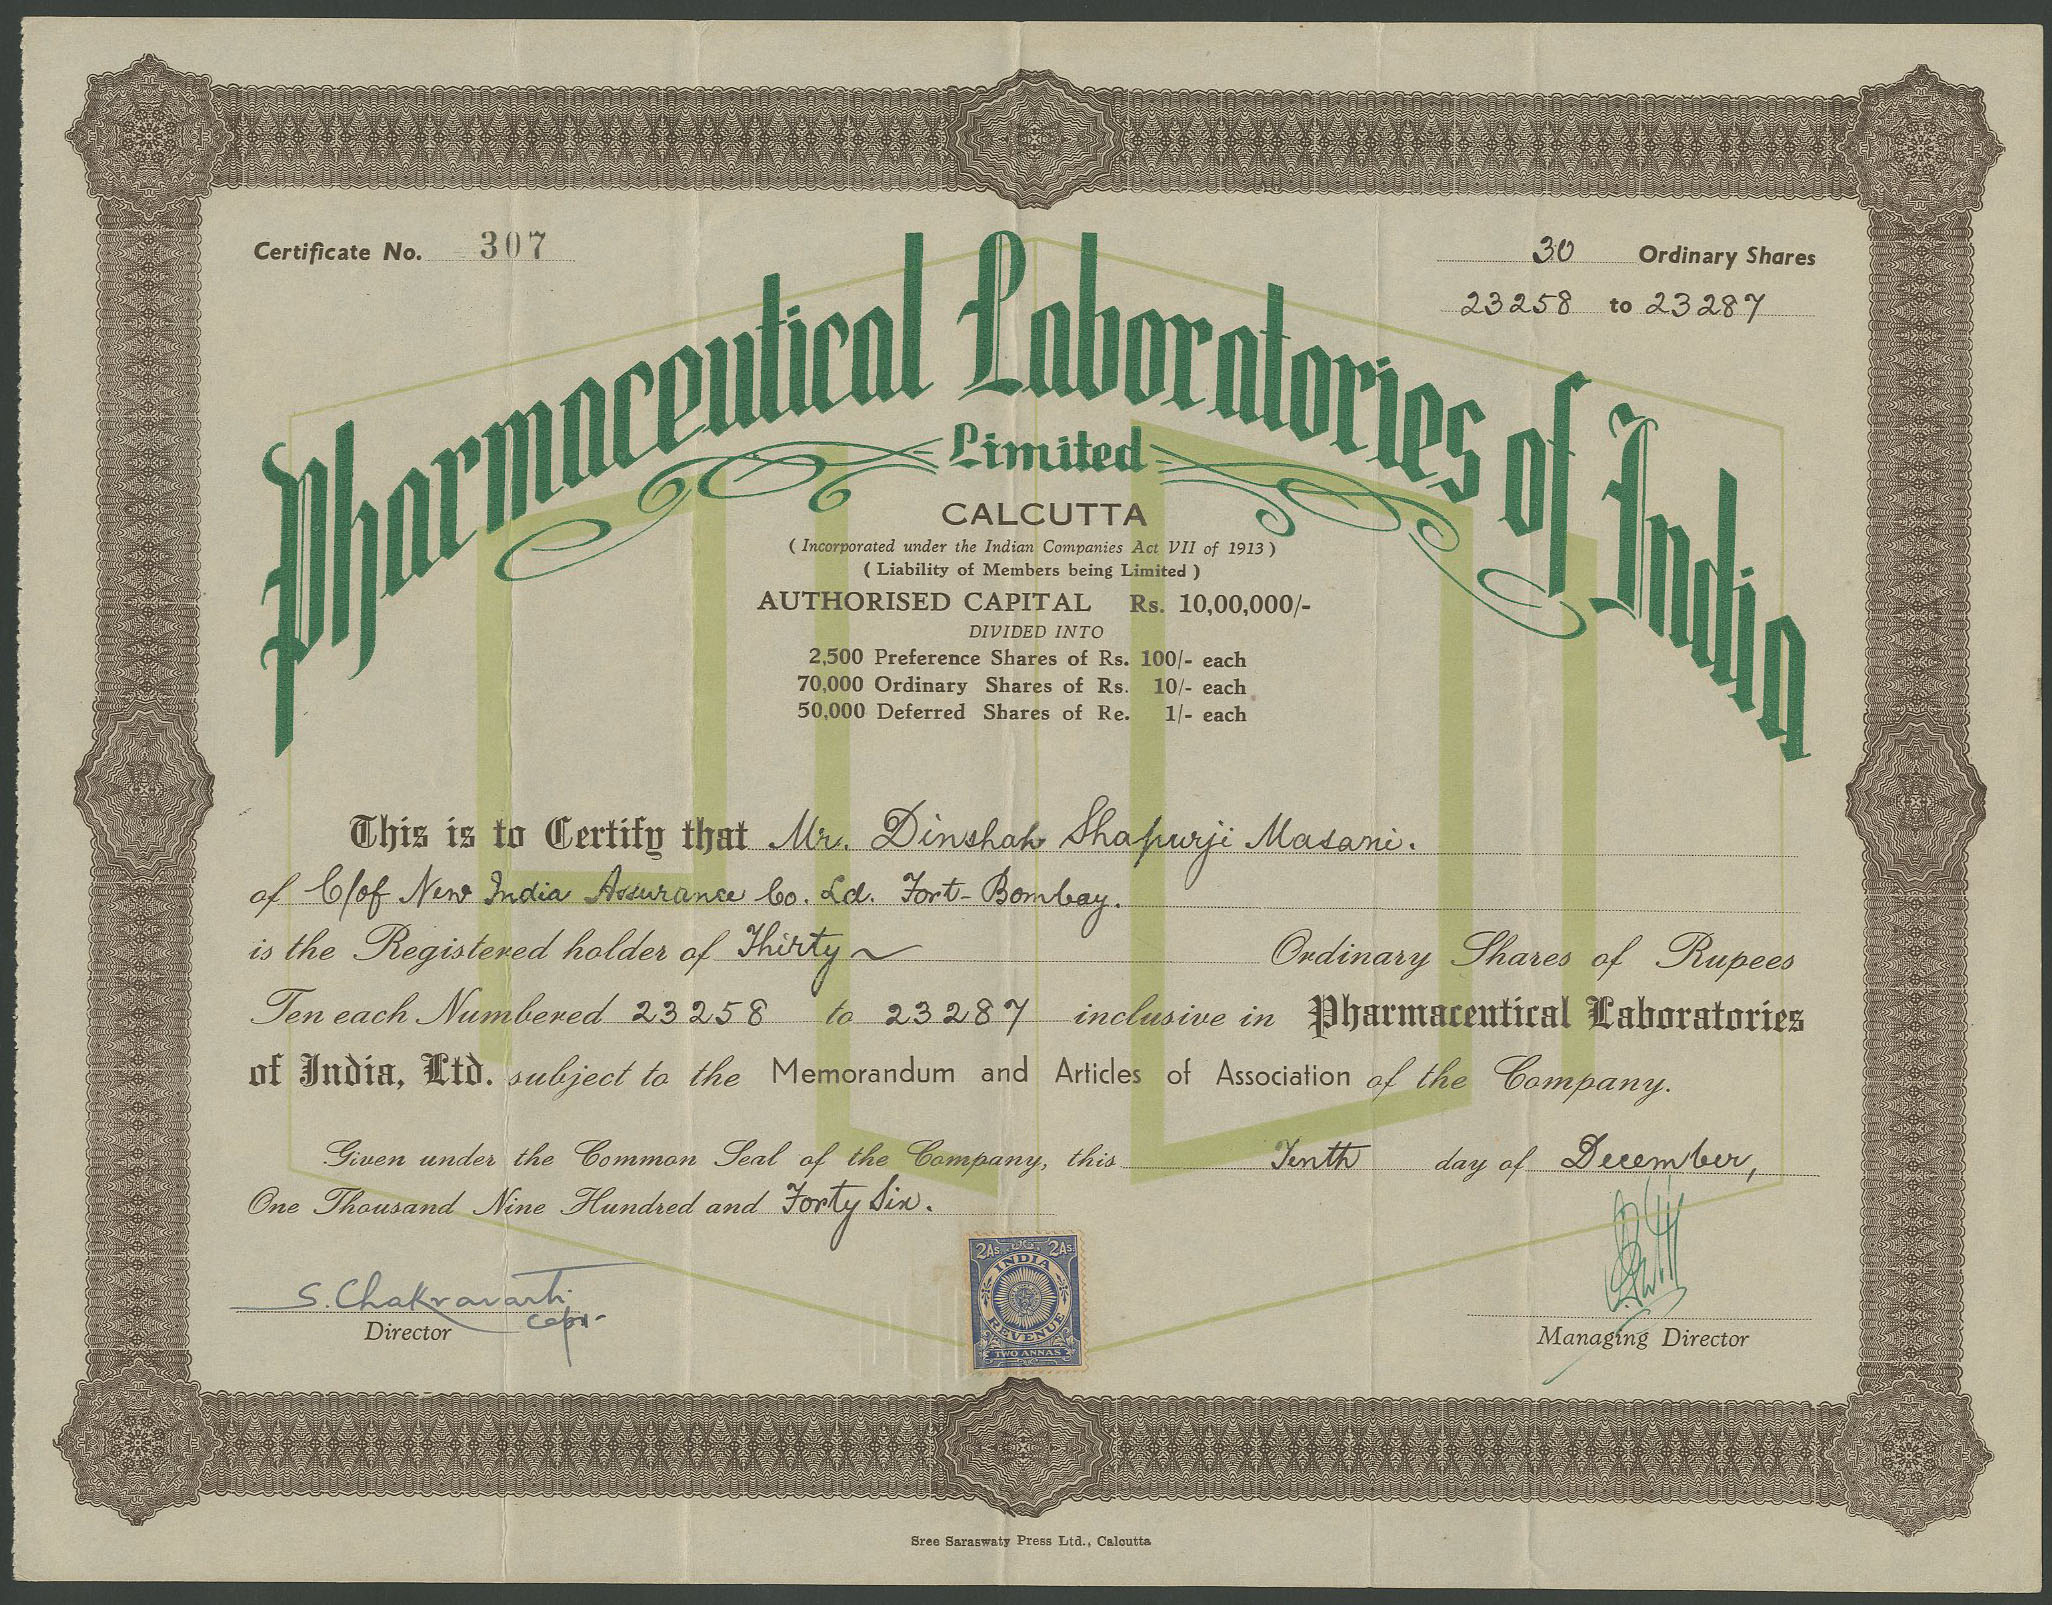 Certificate No. 307
30 Ordinary Shares
23258 to 23287
Pharmaceutical Laboratories of India
Limited
CALCUTTA
( Incorporated under the Indian Companies Act VII of 1913 )
( Liability of Members being Limited )
AUTHORISED CAPITAL Rs. 10,00,000/-
DIVIDED INTO
2,500 Preference Shares of Rs. 100/- each
70,000 Ordinary Shares of Rs. 10/- each
50,000 Deferred Shares of Re. 1/- each
This is to Certify that Mr. Dinshah Shapurji Masani.
of C/of New India Assurance Co. Ld. Fort-Bombay.
is the Registered holder of Thirty Ordinary Shares of Rupees
Ten each Numbered 23258 to 23287 inclusive in Pharmaceutical Laboratories
of India, Ltd. subject to the Memorandum and Articles of Association of the Company.
Given under the Common Seal of the Company, this Tenth day of December,
One Thousand Nine Hundred and Forty Six.
S. Chakravarti
Director
Managing Director
2As. 2As.
INDIA
REVENUE
TWO ANNAS
Sree Saraswaty Press Ltd., Calcutta